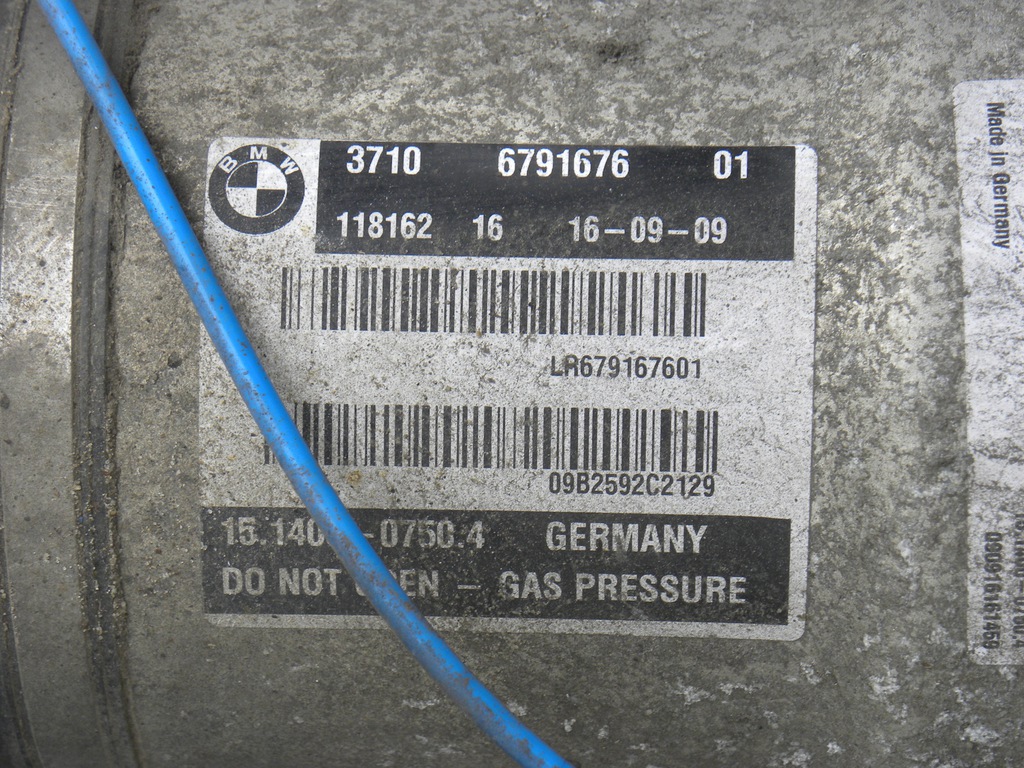 BMW
3710 6791676 01
118162 16 16-09-09
LR679167601
09B2592C2129
GERMANY
DO NOT - GAS PRESSURE
Made in Germany